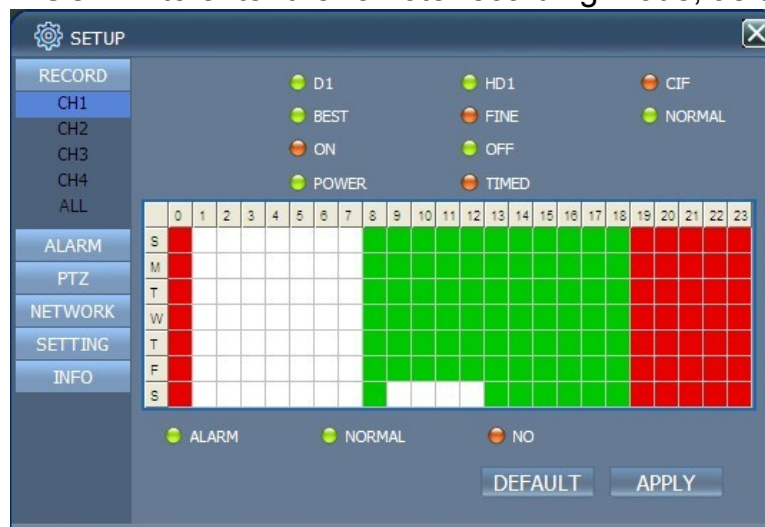 SETUP
RECORD
CH1
CH2
CH3
CH4
ALL
ALARM
PTZ
NETWORK
SETTING
INFO
D1 HD1 CIF
BEST FINE NORMAL
ON OFF
POWER TIMED
0 1 2 3 4 5 6 7 8 9 10 11 12 13 14 15 16 17 18 19 20 21 22 23
S
M
T
W
T
F
S
ALARM NORMAL NO
DEFAULT APPLY